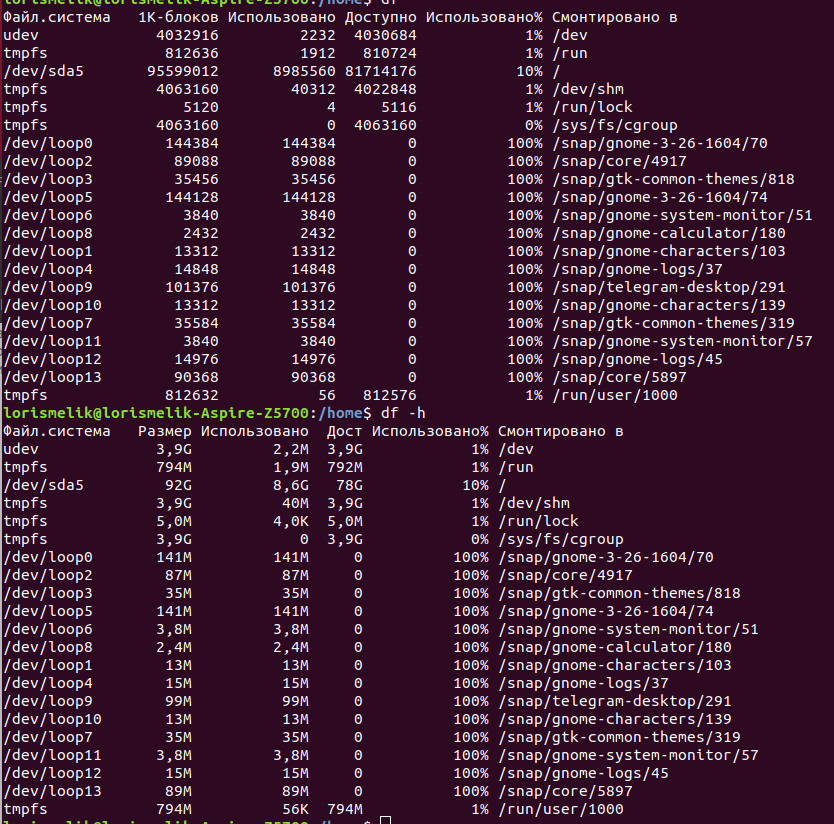 lorismelik@lorismelik-Aspire-Z5700:/home$ df
Файл.система   1K-блоков Использовано Доступно Использовано% Смонтировано в
udev             4032916         2232  4030684            1% /dev
tmpfs             812636         1912   810724            1% /run
/dev/sda5       95599012      8985560 81714176           10% /
tmpfs            4063160        40312  4022848            1% /dev/shm
tmpfs               5120            4     5116            1% /run/lock
tmpfs            4063160            0  4063160            0% /sys/fs/cgroup
/dev/loop0        144384       144384        0          100% /snap/gnome-3-26-1604/70
/dev/loop2         89088        89088        0          100% /snap/core/4917
/dev/loop3         35456        35456        0          100% /snap/gtk-common-themes/818
/dev/loop5        144128       144128        0          100% /snap/gnome-3-26-1604/74
/dev/loop6          3840         3840        0          100% /snap/gnome-system-monitor/51
/dev/loop8          2432         2432        0          100% /snap/gnome-calculator/180
/dev/loop1         13312        13312        0          100% /snap/gnome-characters/103
/dev/loop4         14848        14848        0          100% /snap/gnome-logs/37
/dev/loop9        101376       101376        0          100% /snap/telegram-desktop/291
/dev/loop10        13312        13312        0          100% /snap/gnome-characters/139
/dev/loop7         35584        35584        0          100% /snap/gtk-common-themes/319
/dev/loop11         3840         3840        0          100% /snap/gnome-system-monitor/57
/dev/loop12        14976        14976        0          100% /snap/gnome-logs/45
/dev/loop13        90368        90368        0          100% /snap/core/5897
tmpfs             812632           56   812576            1% /run/user/1000
lorismelik@lorismelik-Aspire-Z5700:/home$ df -h
Файл.система   Размер Использовано  Дост Использовано% Смонтировано в
udev             3,9G         2,2M  3,9G            1% /dev
tmpfs            794M         1,9M  792M            1% /run
/dev/sda5         92G         8,6G   78G           10% /
tmpfs            3,9G          40M  3,9G            1% /dev/shm
tmpfs            5,0M         4,0K  5,0M            1% /run/lock
tmpfs            3,9G            0  3,9G            0% /sys/fs/cgroup
/dev/loop0       141M         141M     0          100% /snap/gnome-3-26-1604/70
/dev/loop2        87M          87M     0          100% /snap/core/4917
/dev/loop3        35M          35M     0          100% /snap/gtk-common-themes/818
/dev/loop5       141M         141M     0          100% /snap/gnome-3-26-1604/74
/dev/loop6       3,8M         3,8M     0          100% /snap/gnome-system-monitor/51
/dev/loop8       2,4M         2,4M     0          100% /snap/gnome-calculator/180
/dev/loop1        13M          13M     0          100% /snap/gnome-characters/103
/dev/loop4        15M          15M     0          100% /snap/gnome-logs/37
/dev/loop9        99M          99M     0          100% /snap/telegram-desktop/291
/dev/loop10       13M          13M     0          100% /snap/gnome-characters/139
/dev/loop7        35M          35M     0          100% /snap/gtk-common-themes/319
/dev/loop11      3,8M         3,8M     0          100% /snap/gnome-system-monitor/57
/dev/loop12       15M          15M     0          100% /snap/gnome-logs/45
/dev/loop13       89M          89M     0          100% /snap/core/5897
tmpfs            794M          56K  794M            1% /run/user/1000
lorismelik@lorismelik-Aspire-Z5700:/home$